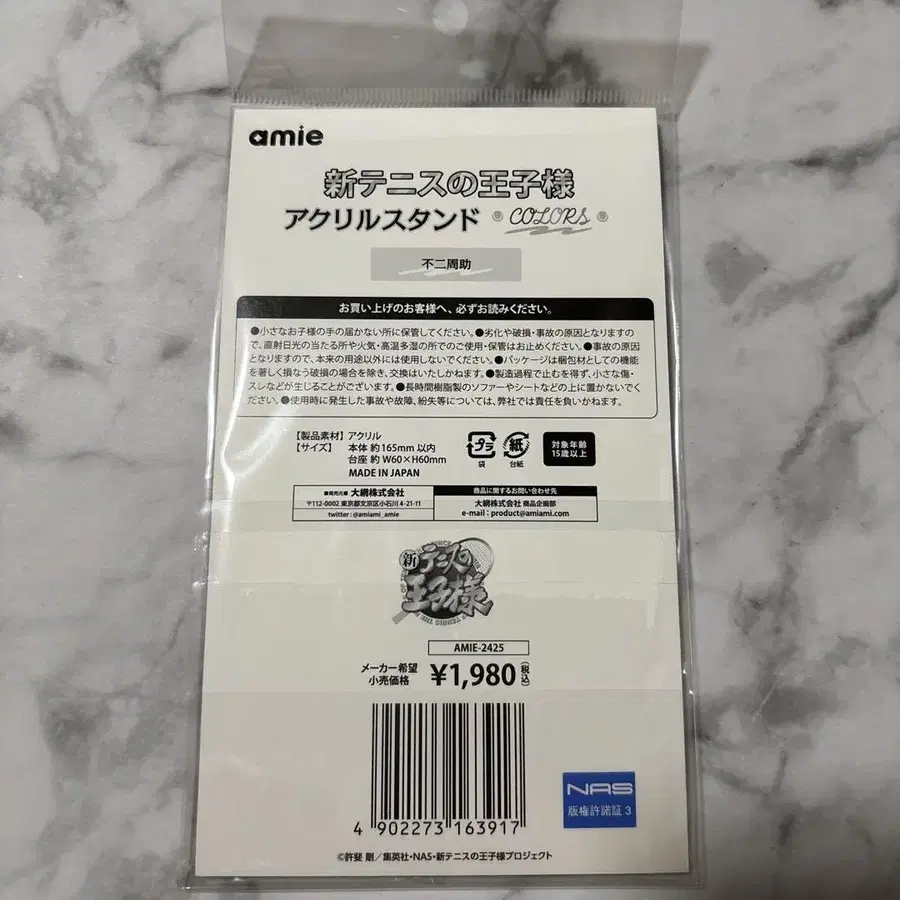 amie
新テニスの王子様
アクリルスタンド COLORS
不二周助
お買い上げのお客様へ、必ずお読みください。
●小さなお子様の手の届かない所に保管してください。●劣化や破損・事故の原因となりますの
で、直射日光の当たる所や火気・高温多湿の所でのご使用・保管はお止めください。●事故の原因
となりますので、本来の用途以外には使用しないでください。●パッケージは梱包材としての機能
を著しく損なう破損の場合を除き、交換はいたしかねます。●製造過程で止むを得ず、小さな傷・
スレなどが生じることがございます。●長時間樹脂製のソファーやシートなどの上に置かないでく
ださい。●使用時に発生した事故や故障、紛失等については、弊社では責任を負いかねます。
【製品素材】アクリル
【サイズ】 本体 約165mm 以内
台座 約 W60×H60mm
MADE IN JAPAN
プラ
袋
紙
台紙
対象年齢
15歳以上
■発売元■ 大網株式会社
〒112-0002 東京都文京区小石川 4-21-11
twitter : @amiami_amie
商品に関するお問い合わせ先
大網株式会社 商品企画部
e-mail : product@amiami.com
新テニスの
王子様
AMIE-2425
メーカー希望
小売価格
¥1,980(税込)
4 902273 163917
NAS
版権許諾証 3
©許斐 剛／集英社・NAS・新テニスの王子様プロジェクト